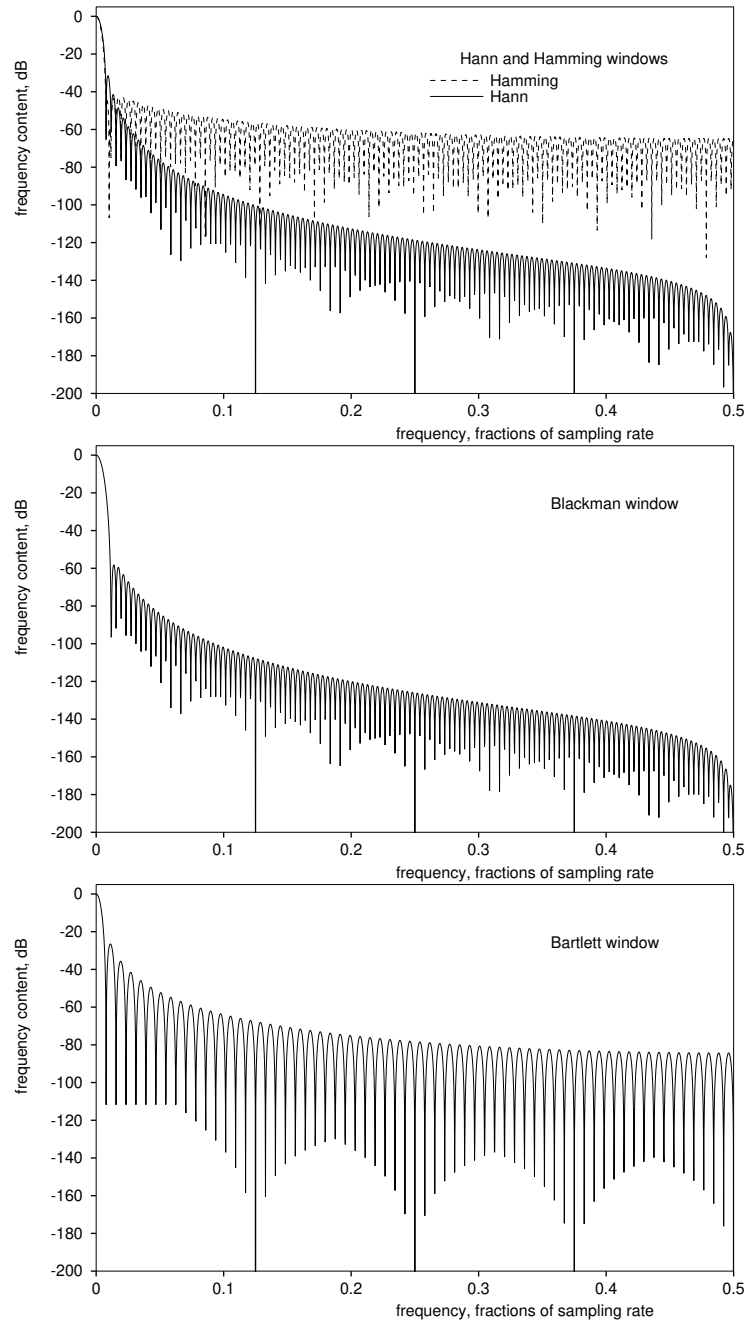 0
-20
-40
-60
-80
-100
-120
-140
-160
-180
-200
frequency content, dB
Hann and Hamming windows
Hamming
Hann
0 0.1 0.2 0.3 0.4 0.5
frequency, fractions of sampling rate
0
-20
-40
-60
-80
-100
-120
-140
-160
-180
-200
frequency content, dB
Blackman window
0 0.1 0.2 0.3 0.4 0.5
frequency, fractions of sampling rate
0
-20
-40
-60
-80
-100
-120
-140
-160
-180
-200
frequency content, dB
Bartlett window
0 0.1 0.2 0.3 0.4 0.5
frequency, fractions of sampling rate